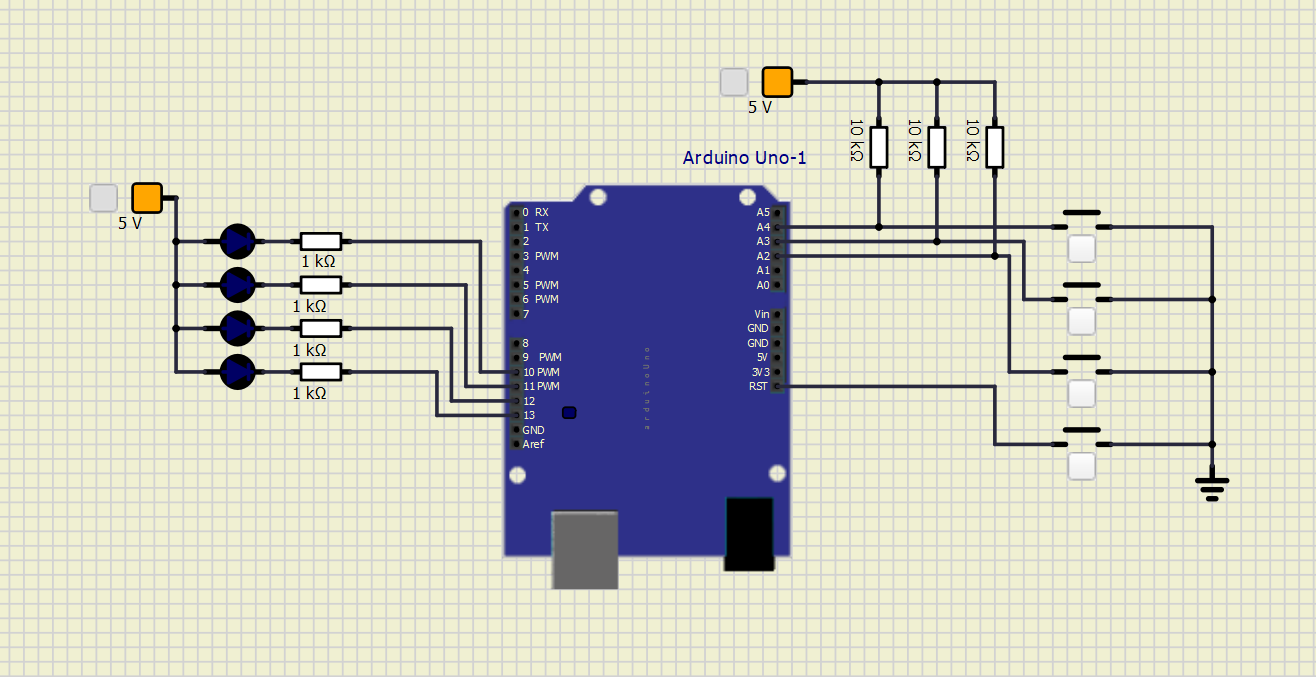 5 V
10 kΩ
10 kΩ
10 kΩ
Arduino Uno-1
5 V
1 kΩ
1 kΩ
1 kΩ
1 kΩ
0 RX
1 TX
2
3 PWM
4
5 PWM
6 PWM
7
8
9 PWM
10 PWM
11 PWM
12
13
GND
Aref
arduinoUno
A5
A4
A3
A2
A1
A0
Vin
GND
GND
5V
3V3
RST